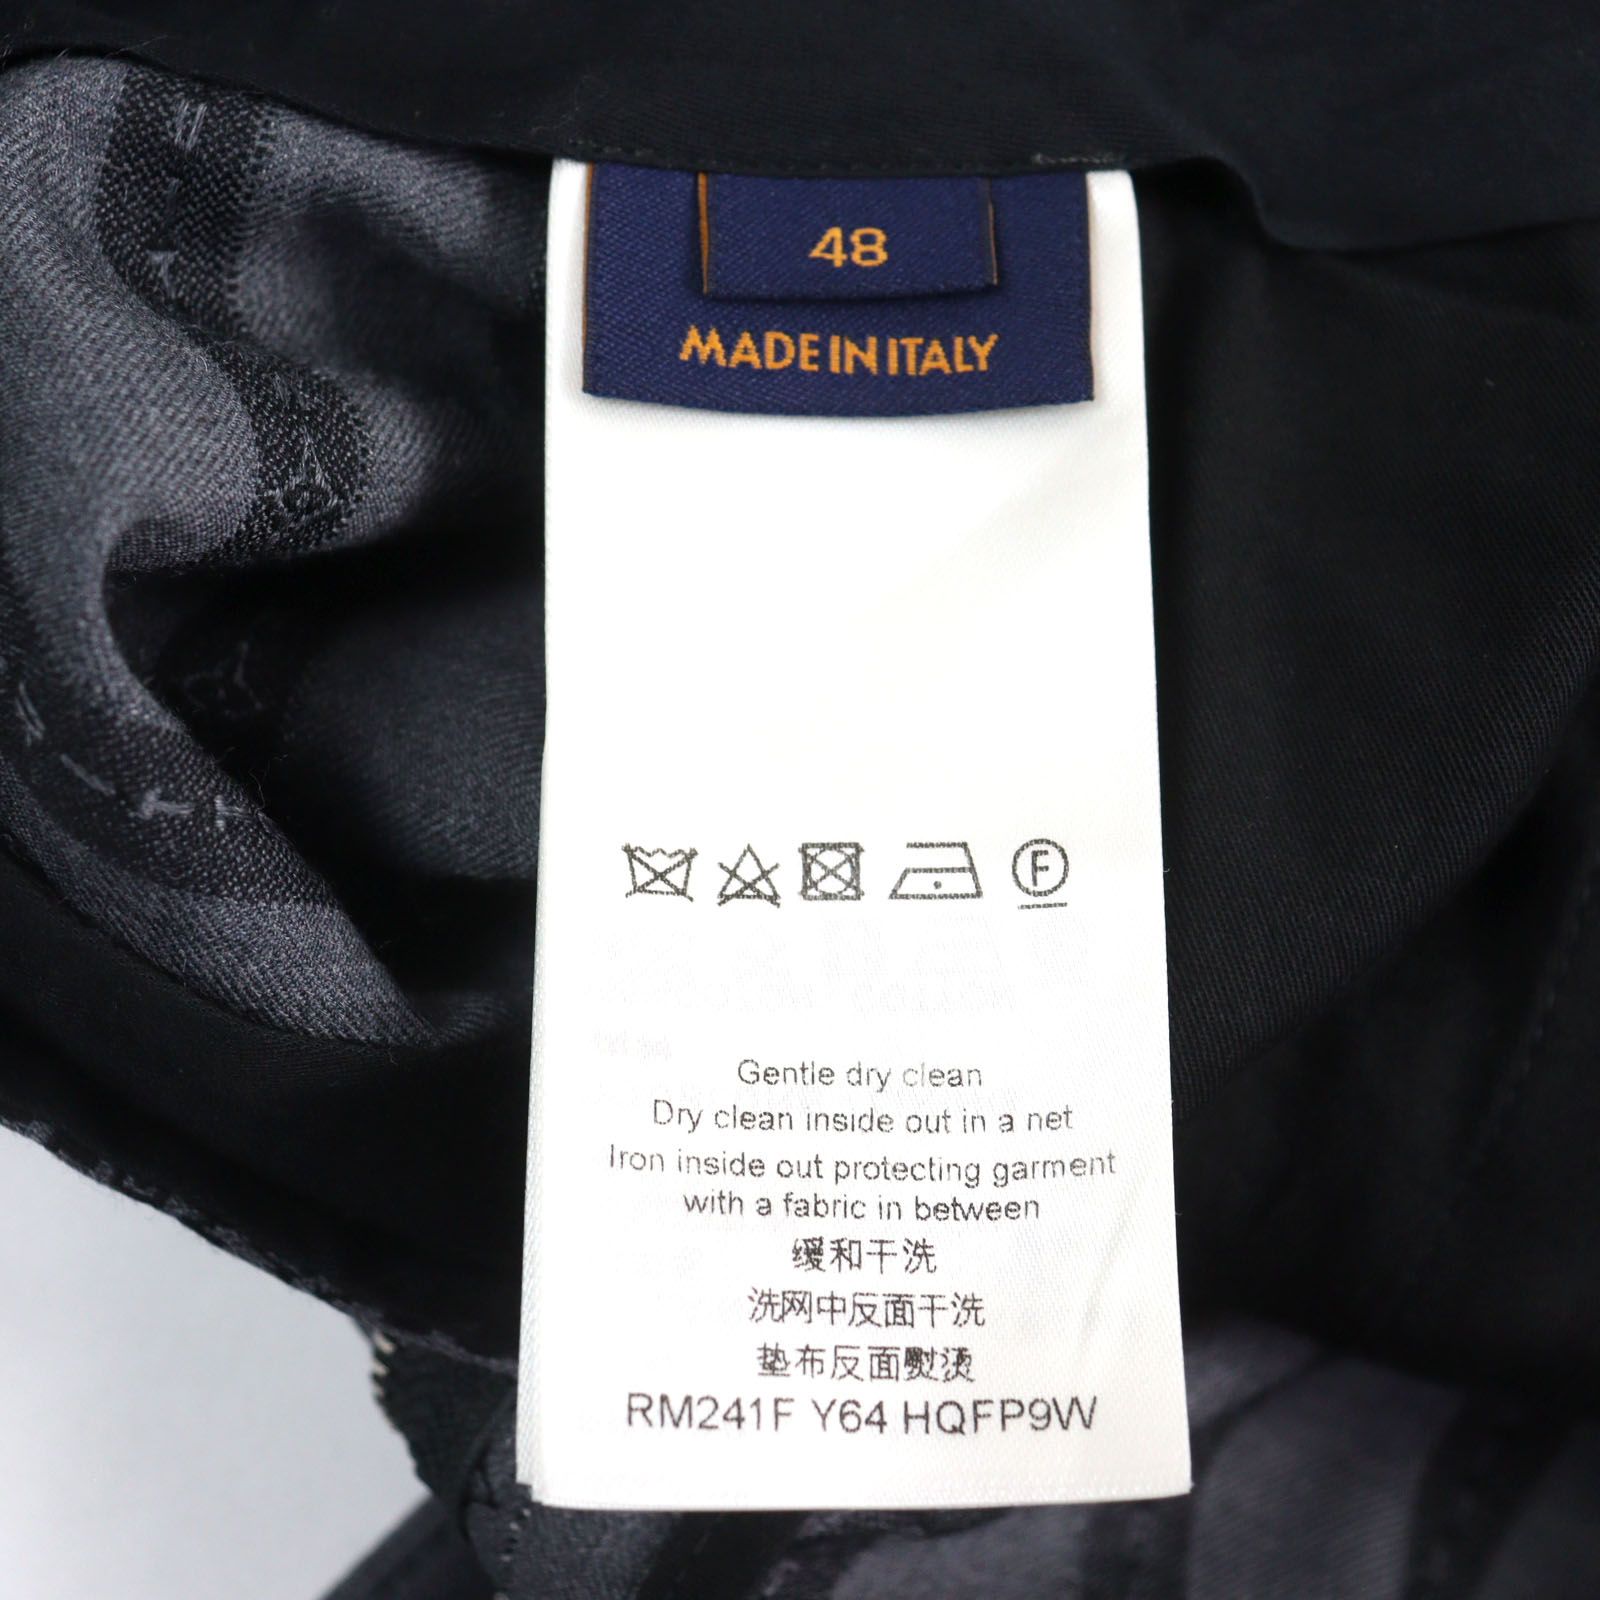 48
MADE IN ITALY
F
Gentle dry clean
Dry clean inside out in a net
Iron inside out protecting garment
with a fabric in between
缓和干洗
洗网中反面干洗
垫布反面熨烫
RM241F Y64 HQFP9W